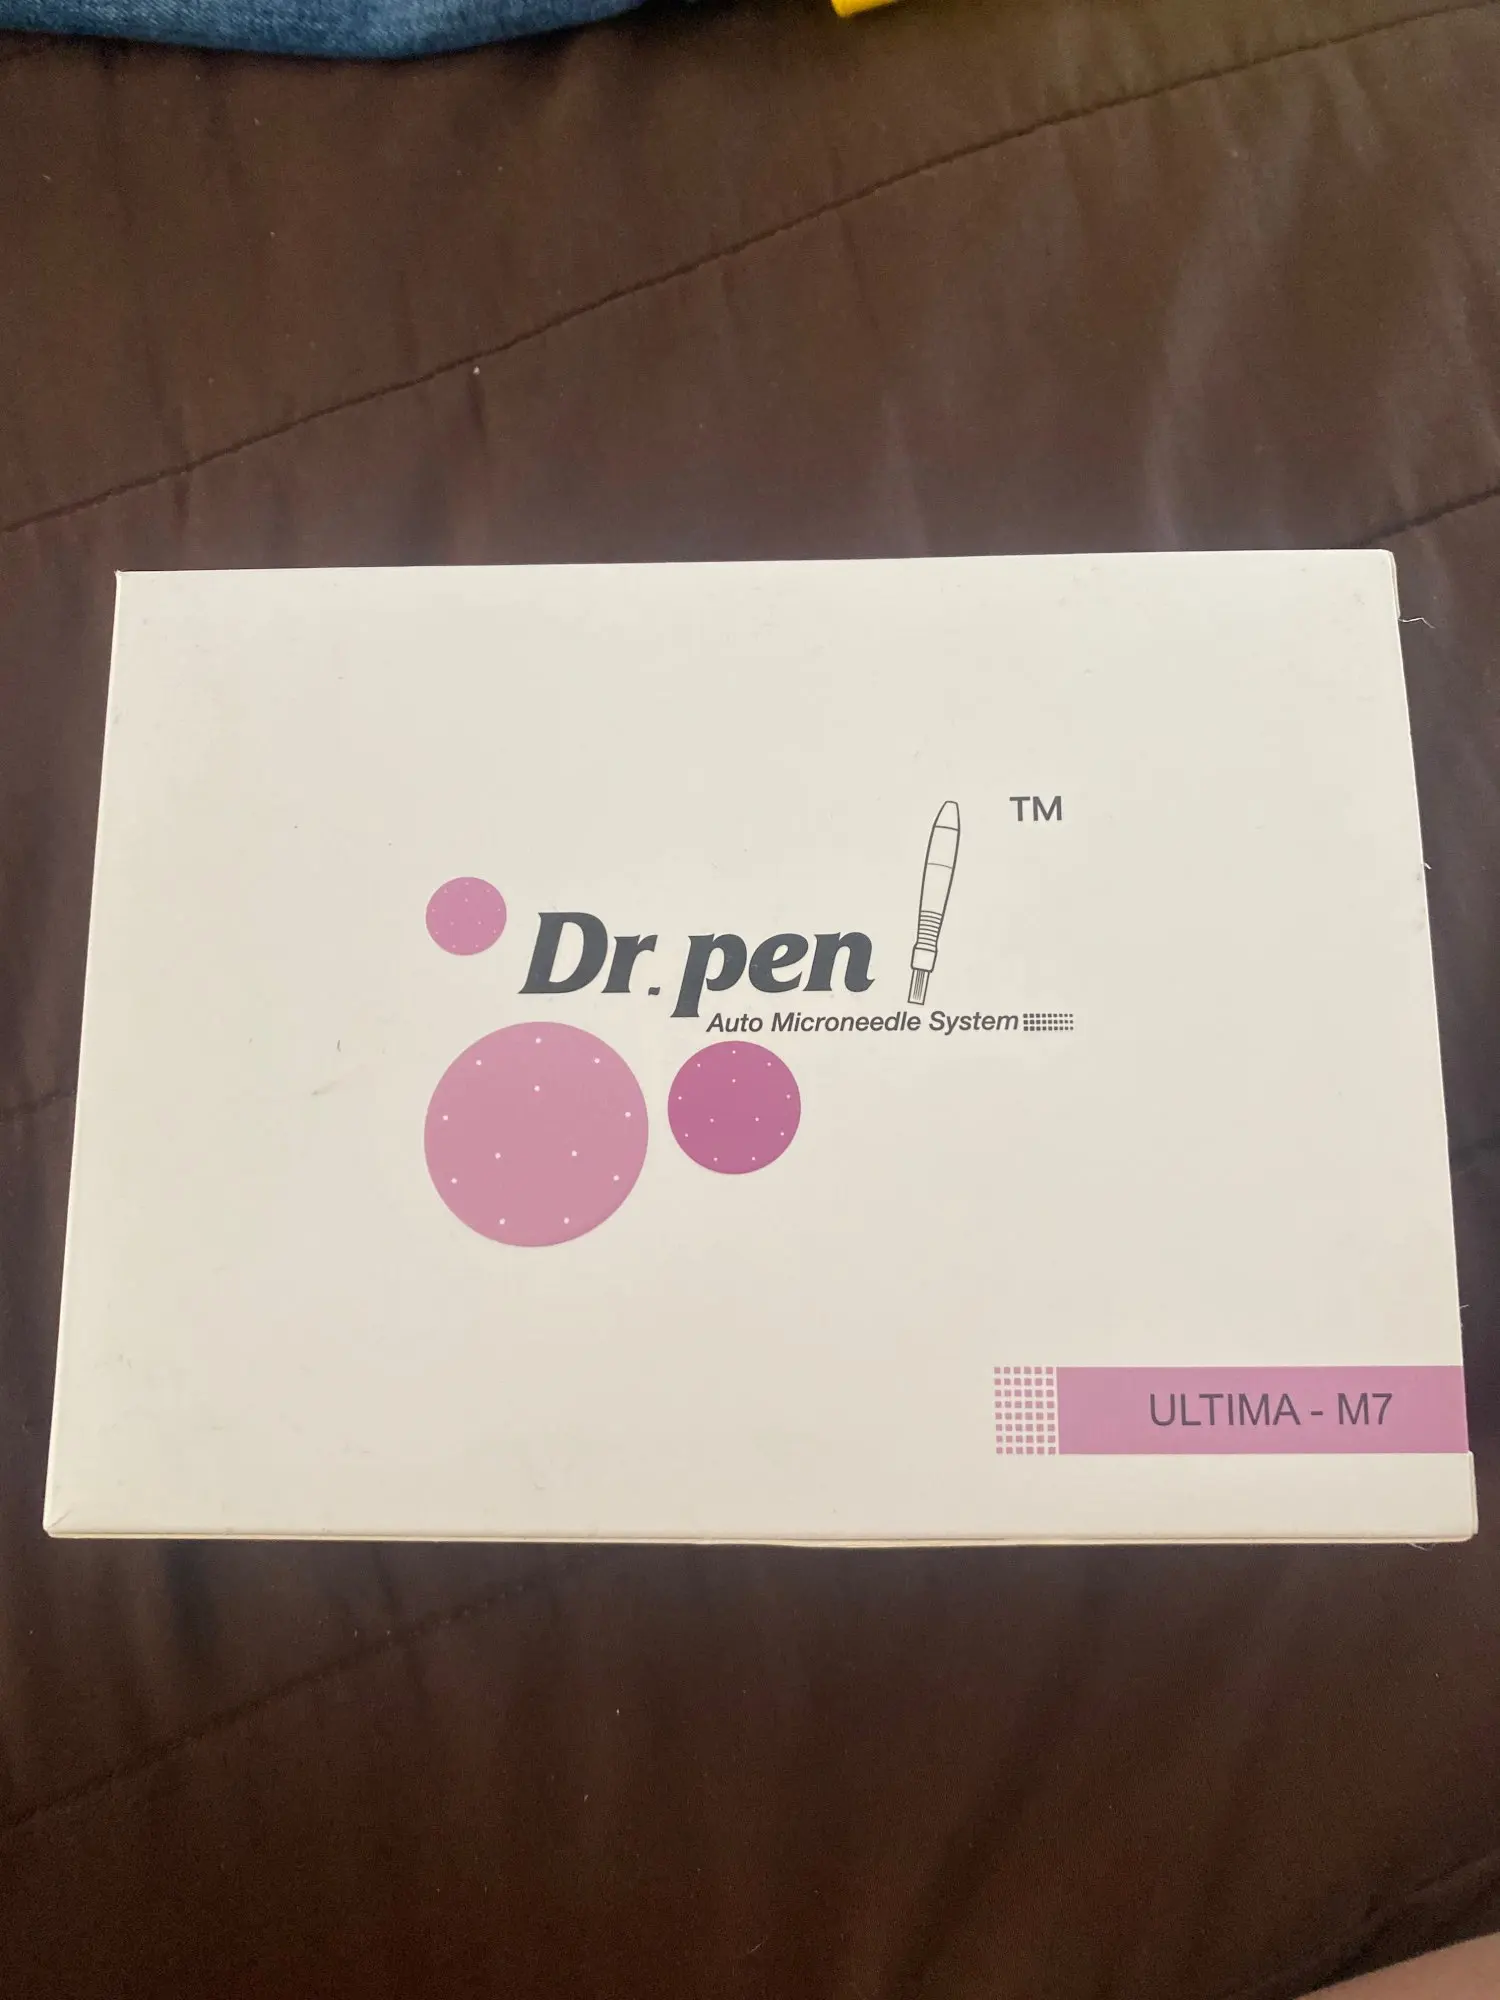 TM
Dr. pen
Auto Microneedle System
ULTIMA - M7